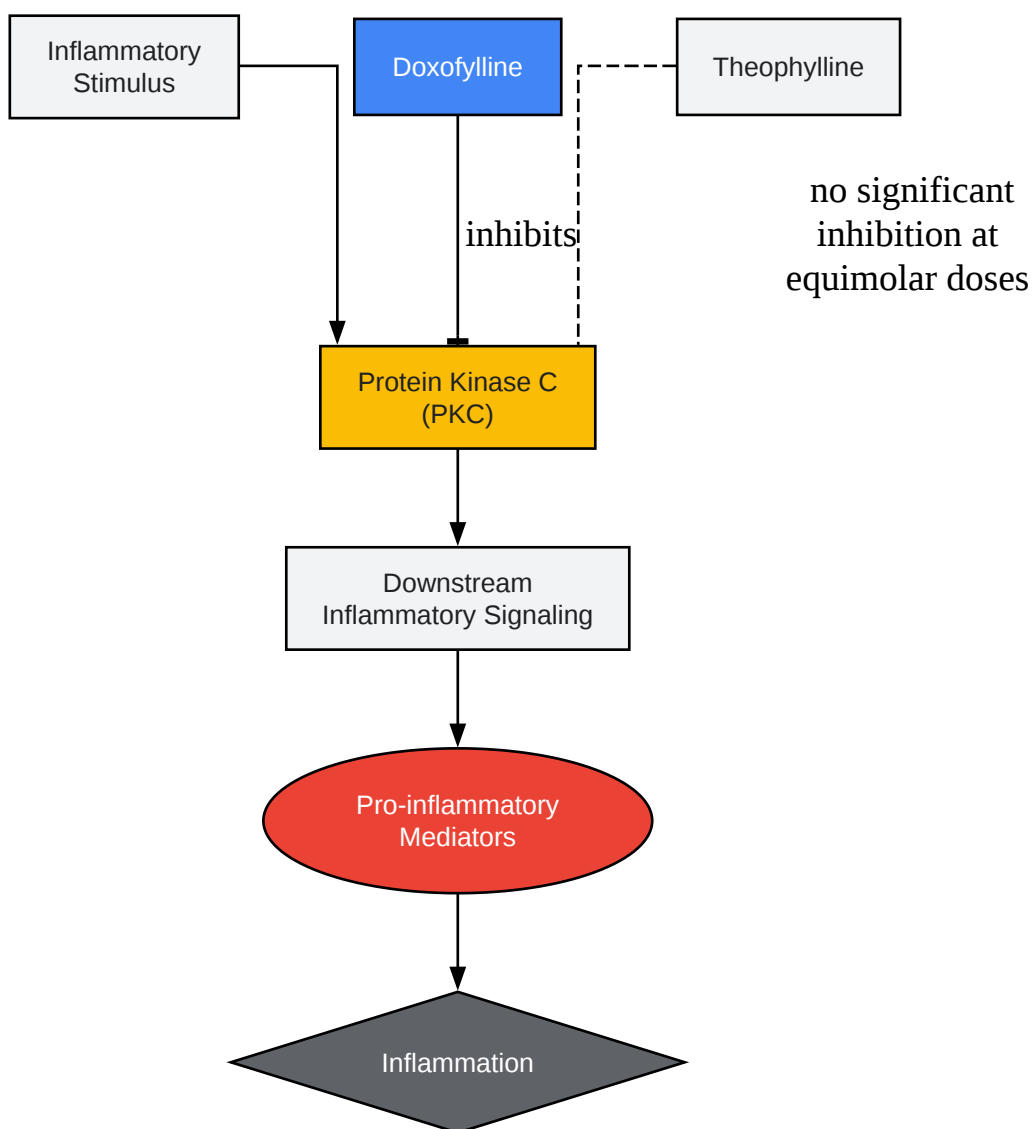 Inflammatory
Stimulus
Doxofylline
Theophylline
no significant
inhibition at
equimolar doses
inhibits
Protein Kinase C
(PKC)
Downstream
Inflammatory Signaling
Pro-inflammatory
Mediators
Inflammation